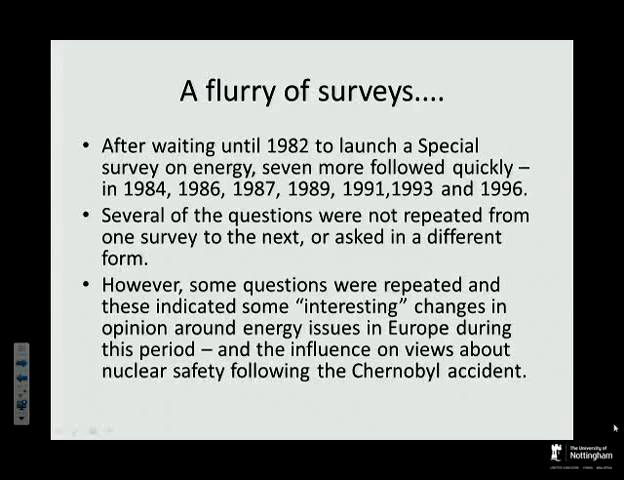 A flurry of surveys....
• After waiting until 1982 to launch a Special
survey on energy, seven more followed quickly –
in 1984, 1986, 1987, 1989, 1991,1993 and 1996.
• Several of the questions were not repeated from
one survey to the next, or asked in a different
form.
• However, some questions were repeated and
these indicated some “interesting” changes in
opinion around energy issues in Europe during
this period – and the influence on views about
nuclear safety following the Chernobyl accident.
The University of
Nottingham
UNITED KINGDOM · CHINA · MALAYSIA